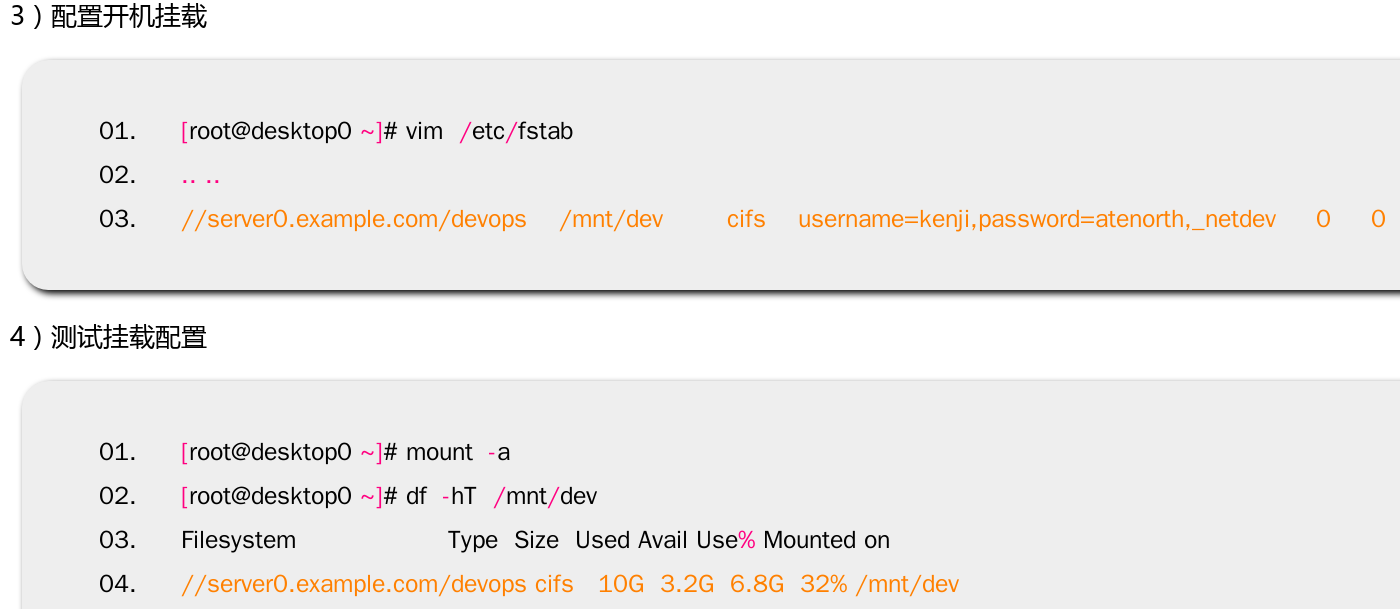 3）配置开机挂载
01. [root@desktop0 ~]# vim /etc/fstab
02. .. ..
03. //server0.example.com/devops /mnt/dev cifs username=kenji,password=atenorth,_netdev 0 0
4）测试挂载配置
01. [root@desktop0 ~]# mount -a
02. [root@desktop0 ~]# df -hT /mnt/dev
03. Filesystem Type Size Used Avail Use% Mounted on
04. //server0.example.com/devops cifs 10G 3.2G 6.8G 32% /mnt/dev